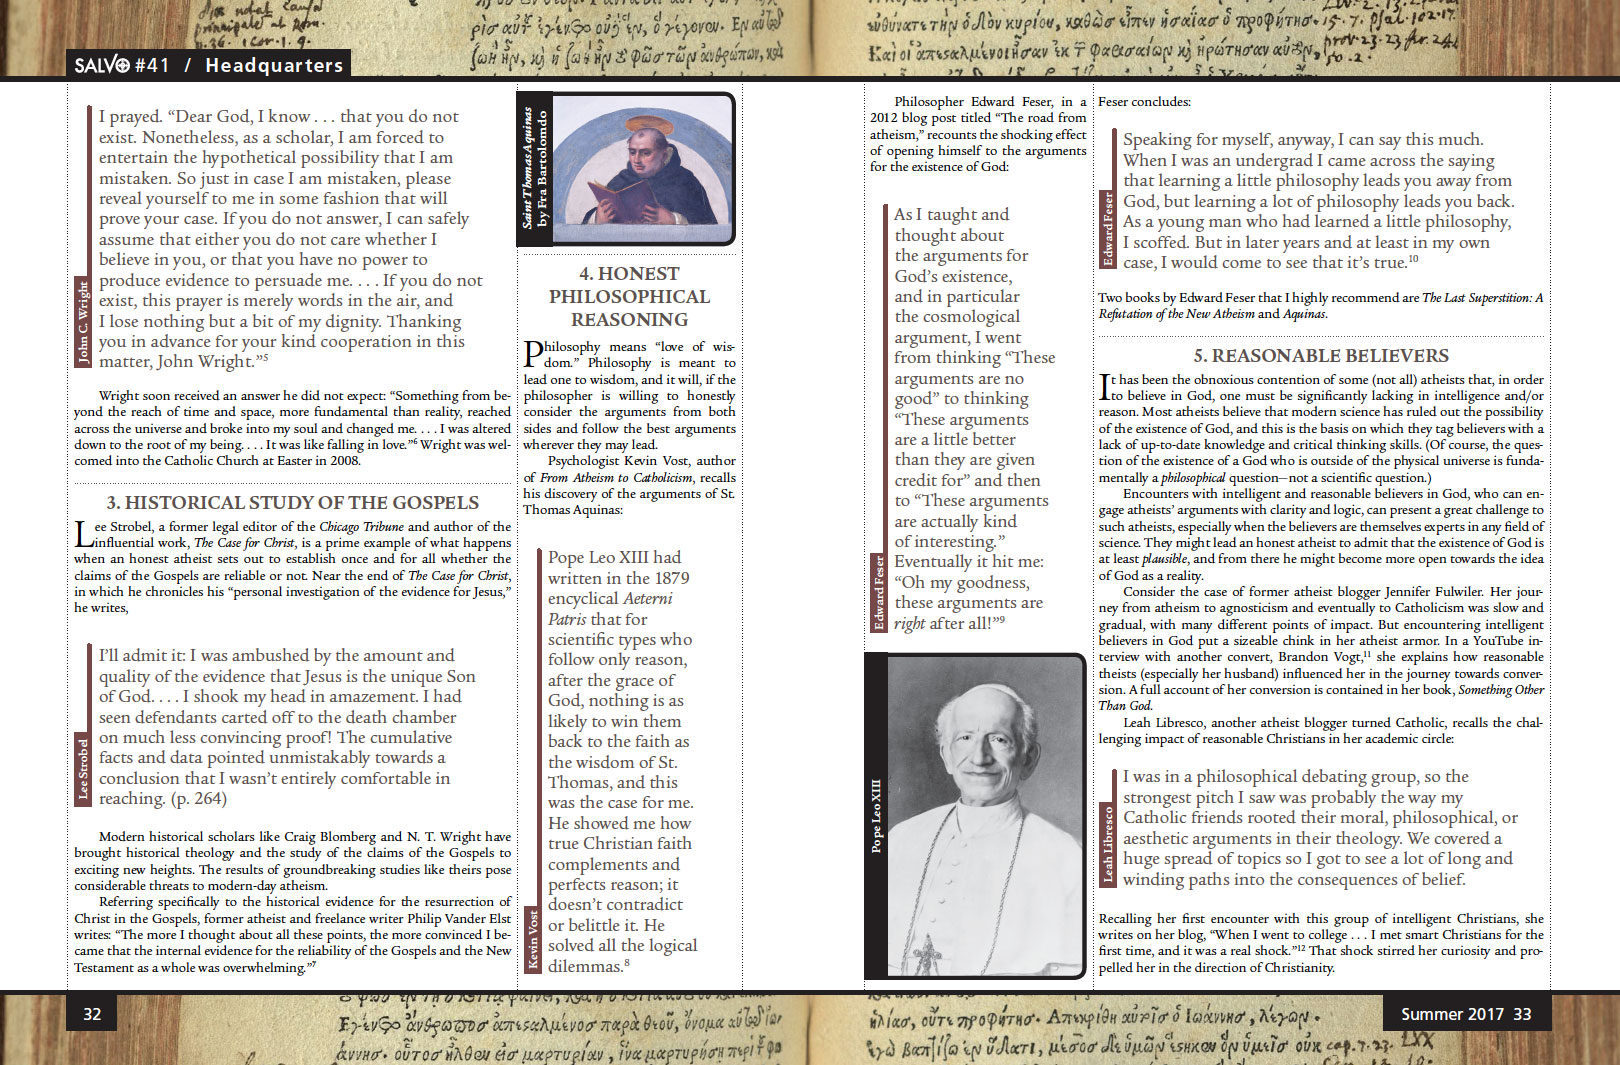 SALVO #41 / Headquarters
I prayed. “Dear God, I know . . . that you do not
exist. Nonetheless, as a scholar, I am forced to
entertain the hypothetical possibility that I am
mistaken. So just in case I am mistaken, please
reveal yourself to me in some fashion that will
prove your case. If you do not answer, I can safely
assume that either you do not care whether I
believe in you, or that you have no power to
produce evidence to persuade me. . . . If you do not
exist, this prayer is merely words in the air, and
I lose nothing but a bit of my dignity. Thanking
you in advance for your kind cooperation in this
matter, John Wright.”5
John C. Wright
Wright soon received an answer he did not expect: “Something from be-
yond the reach of time and space, more fundamental than reality, reached
across the universe and broke into my soul and changed me. . . . I was altered
down to the root of my being. . . . It was like falling in love.”6 Wright was wel-
comed into the Catholic Church at Easter in 2008.
3. HISTORICAL STUDY OF THE GOSPELS
Lee Strobel, a former legal editor of the Chicago Tribune and author of the
influential work, The Case for Christ, is a prime example of what happens
when an honest atheist sets out to establish once and for all whether the
claims of the Gospels are reliable or not. Near the end of The Case for Christ,
in which he chronicles his “personal investigation of the evidence for Jesus,”
he writes,
I’ll admit it: I was ambushed by the amount and
quality of the evidence that Jesus is the unique Son
of God. . . . I shook my head in amazement. I had
seen defendants carted off to the death chamber
on much less convincing proof! The cumulative
facts and data pointed unmistakably towards a
conclusion that I wasn’t entirely comfortable in
reaching. (p. 264)
Lee Strobel
Modern historical scholars like Craig Blomberg and N. T. Wright have
brought historical theology and the study of the claims of the Gospels to
exciting new heights. The results of groundbreaking studies like theirs pose
considerable threats to modern-day atheism.
Referring specifically to the historical evidence for the resurrection of
Christ in the Gospels, former atheist and freelance writer Philip Vander Elst
writes: “The more I thought about all these points, the more convinced I be-
came that the internal evidence for the reliability of the Gospels and the New
Testament as a whole was overwhelming.”7
Saint Thomas Aquinas
by Fra Bartolomdo
4. HONEST
PHILOSOPHICAL
REASONING
Philosophy means “love of wis-
dom.” Philosophy is meant to
lead one to wisdom, and it will, if the
philosopher is willing to honestly
consider the arguments from both
sides and follow the best arguments
wherever they may lead.
Psychologist Kevin Vost, author
of From Atheism to Catholicism, recalls
his discovery of the arguments of St.
Thomas Aquinas:
Pope Leo XIII had
written in the 1879
encyclical Aeterni
Patris that for
scientific types who
follow only reason,
after the grace of
God, nothing is as
likely to win them
back to the faith as
the wisdom of St.
Thomas, and this
was the case for me.
He showed me how
true Christian faith
complements and
perfects reason; it
doesn’t contradict
or belittle it. He
solved all the logical
dilemmas.8
Kevin Vost
32
Philosopher Edward Feser, in a
2012 blog post titled “The road from
atheism,” recounts the shocking effect
of opening himself to the arguments
for the existence of God:
As I taught and
thought about
the arguments for
God’s existence,
and in particular
the cosmological
argument, I went
from thinking “These
arguments are no
good” to thinking
“These arguments
are a little better
than they are given
credit for” and then
to “These arguments
are actually kind
of interesting.”
Eventually it hit me:
“Oh my goodness,
these arguments are
right after all!”9
Edward Feser
Pope Leo XIII
Feser concludes:
Speaking for myself, anyway, I can say this much.
When I was an undergrad I came across the saying
that learning a little philosophy leads you away from
God, but learning a lot of philosophy leads you back.
As a young man who had learned a little philosophy,
I scoffed. But in later years and at least in my own
case, I would come to see that it’s true.10
Edward Feser
Two books by Edward Feser that I highly recommend are The Last Superstition: A
Refutation of the New Atheism and Aquinas.
5. REASONABLE BELIEVERS
It has been the obnoxious contention of some (not all) atheists that, in order
to believe in God, one must be significantly lacking in intelligence and/or
reason. Most atheists believe that modern science has ruled out the possibility
of the existence of God, and this is the basis on which they tag believers with a
lack of up-to-date knowledge and critical thinking skills. (Of course, the ques-
tion of the existence of a God who is outside of the physical universe is funda-
mentally a philosophical question—not a scientific question.)
Encounters with intelligent and reasonable believers in God, who can en-
gage atheists’ arguments with clarity and logic, can present a great challenge to
such atheists, especially when the believers are themselves experts in any field of
science. They might lead an honest atheist to admit that the existence of God is
at least plausible, and from there he might become more open towards the idea
of God as a reality.
Consider the case of former atheist blogger Jennifer Fulwiler. Her jour-
ney from atheism to agnosticism and eventually to Catholicism was slow and
gradual, with many different points of impact. But encountering intelligent
believers in God put a sizeable chink in her atheist armor. In a YouTube in-
terview with another convert, Brandon Vogt,11 she explains how reasonable
theists (especially her husband) influenced her in the journey towards conver-
sion. A full account of her conversion is contained in her book, Something Other
Than God.
Leah Libresco, another atheist blogger turned Catholic, recalls the chal-
lenging impact of reasonable Christians in her academic circle:
I was in a philosophical debating group, so the
strongest pitch I saw was probably the way my
Catholic friends rooted their moral, philosophical, or
aesthetic arguments in their theology. We covered a
huge spread of topics so I got to see a lot of long and
winding paths into the consequences of belief.
Leah Libresco
Recalling her first encounter with this group of intelligent Christians, she
writes on her blog, “When I went to college . . . I met smart Christians for the
first time, and it was a real shock.”12 That shock stirred her curiosity and pro-
pelled her in the direction of Christianity.
Summer 2017 33